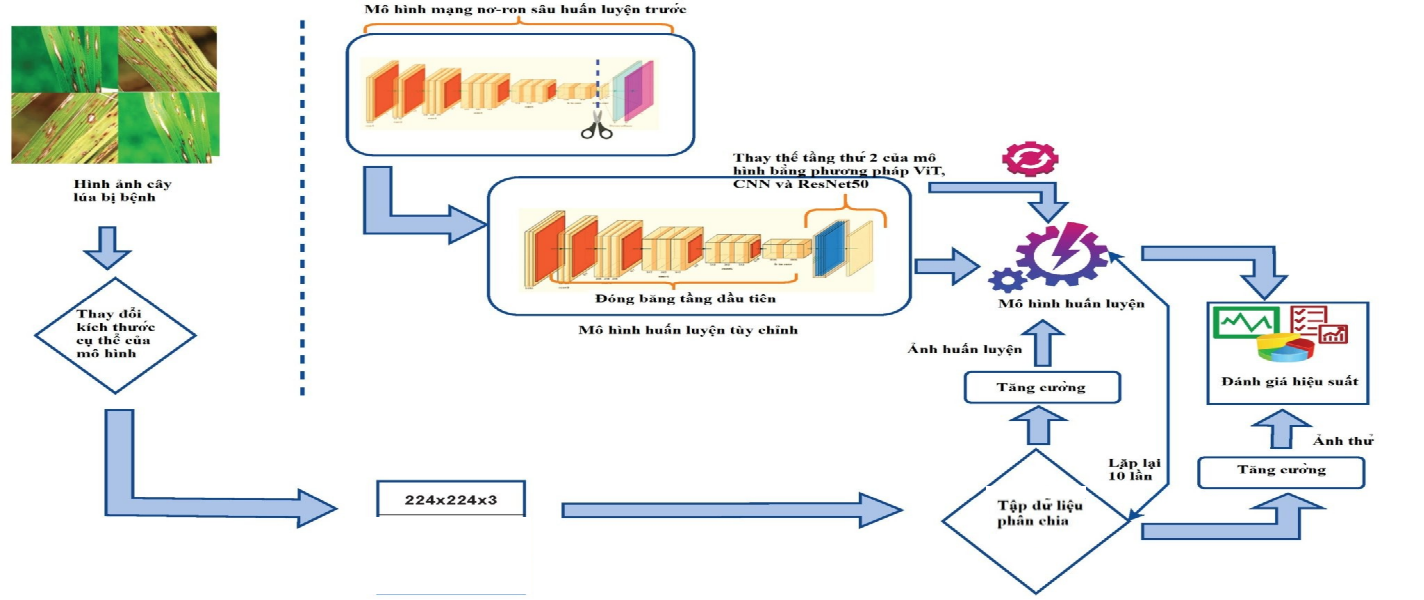 Mô hình mạng nơ-ron sâu huấn luyện trước
Hình ảnh cây
lúa bị bệnh
Thay đổi
kích thước
cụ thể của
mô hình
Thay thế tầng thứ 2 của mô
hình bằng phương pháp ViT,
CNN và ResNet50
Đóng băng tầng đầu tiên
Mô hình huấn luyện tùy chỉnh
Mô hình huấn luyện
Ảnh huấn luyện
Tăng cường
Đánh giá hiệu suất
Ảnh thử
Tăng cường
Lặp lại
10 lần
Tập dữ liệu
phân chia
224x224x3